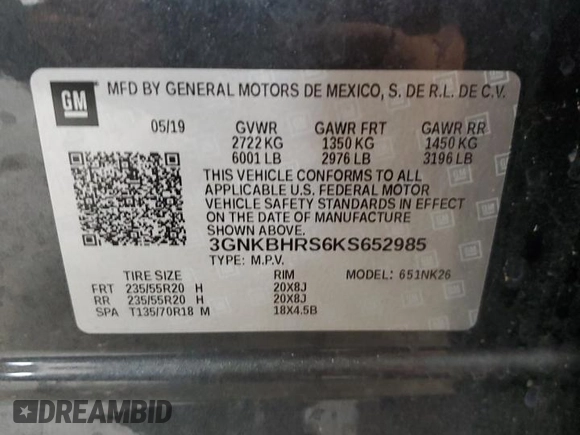 GM MFD BY GENERAL MOTORS DE MEXICO, S. DE R.L. DE C.V.
05/19 GVWR GAWR FRT GAWR RR
2722 KG 1350 KG 1450 KG
6001 LB 2976 LB 3196 LB
THIS VEHICLE CONFORMS TO ALL
APPLICABLE U.S. FEDERAL MOTOR
VEHICLE SAFETY STANDARDS IN EFFECT
ON THE DATE OF MANUFACTURE
SHOWN ABOVE.
3GNKBHRS6KS652985
TYPE: M.P.V.
TIRE SIZE RIM MODEL: 651NK26
FRT 235/55R20 H 20X8J
RR 235/55R20 H 20X8J
SPA T135/70R18 M 18X4.5B
DREAMBID